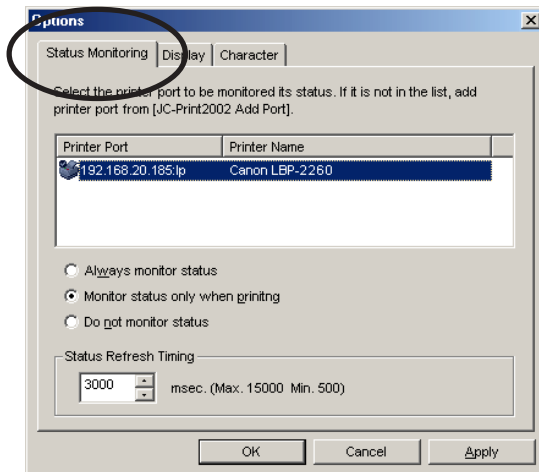 Options
Status Monitoring Display Character
Select the printer port to be monitored its status. If it is not in the list, add
printer port from [JC-Print2002 Add Port].
Printer Port Printer Name
192.168.20.185:lp Canon LBP-2260
Always monitor status
Monitor status only when prinitng
Do not monitor status
Status Refresh Timing
3000 msec. (Max. 15000 Min. 500)
OK Cancel Apply